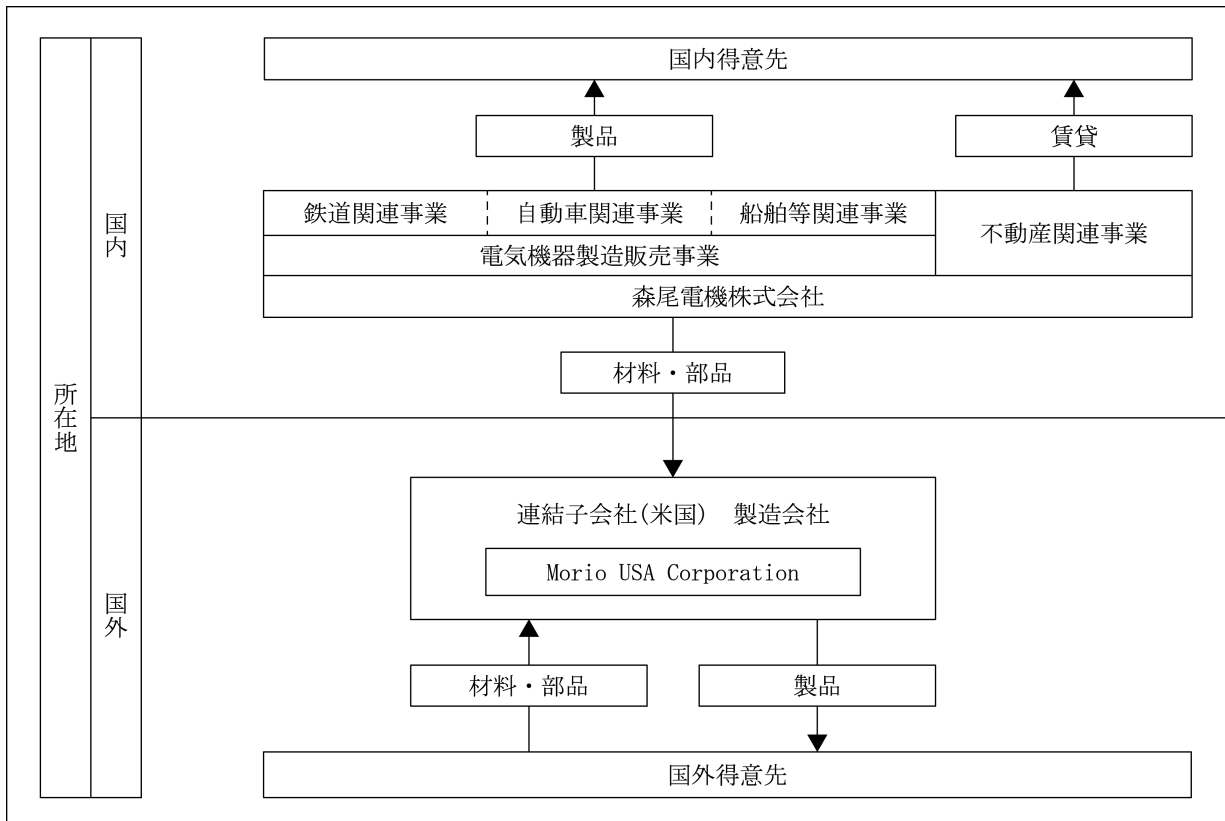 国内得意先
製品
賃貸
鉄道関連事業
自動車関連事業
船舶等関連事業
不動産関連事業
電気機器製造販売事業
森尾電機株式会社
国内
材料・部品
所在地
連結子会社(米国) 製造会社
Morio USA Corporation
国外
材料・部品
製品
国外得意先